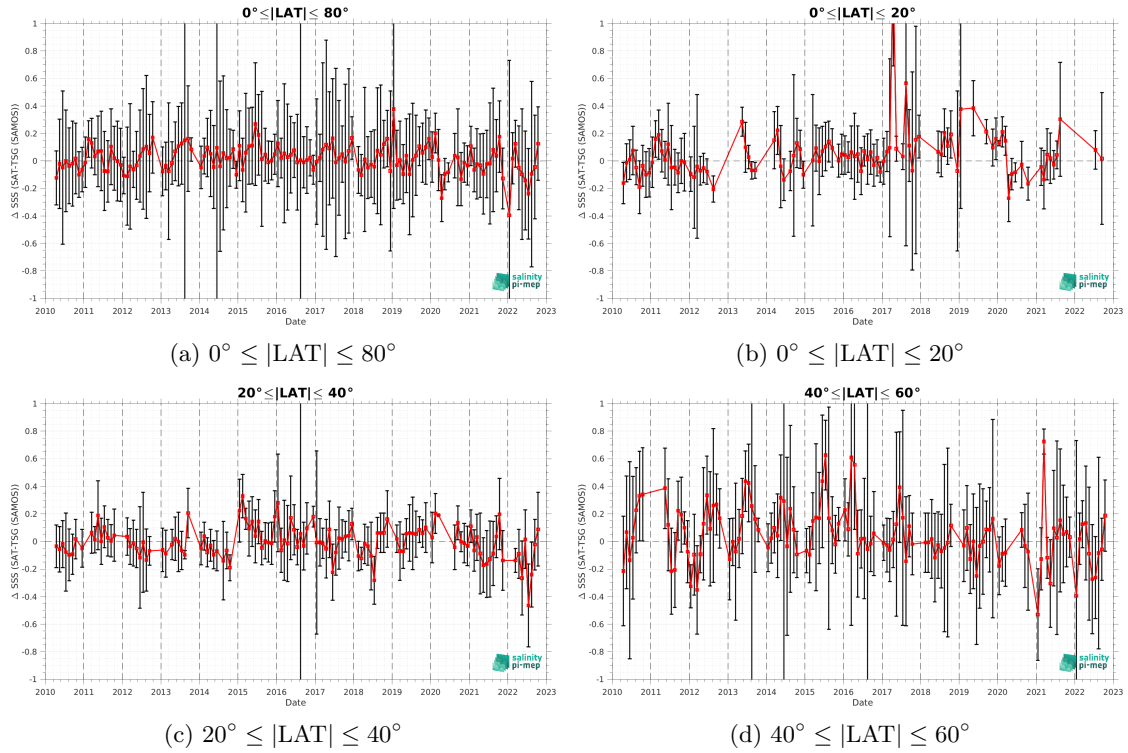 0°≤|LAT|≤ 80°
Δ SSS (SAT-TSG (SAMOS))
1
0.8
0.6
0.4
0.2
0
-0.2
-0.4
-0.6
-0.8
-1
2010 2011 2012 2013 2014 2015 2016 2017 2018 2019 2020 2021 2022 2023
Date
salinity
pi-mep
(a) 0° ≤ |LAT| ≤ 80°
0°≤|LAT|≤ 20°
Δ SSS (SAT-TSG (SAMOS))
1
0.8
0.6
0.4
0.2
0
-0.2
-0.4
-0.6
-0.8
-1
2010 2011 2012 2013 2014 2015 2016 2017 2018 2019 2020 2021 2022 2023
Date
salinity
pi-mep
(b) 0° ≤ |LAT| ≤ 20°
20°≤|LAT|≤ 40°
Δ SSS (SAT-TSG (SAMOS))
1
0.8
0.6
0.4
0.2
0
-0.2
-0.4
-0.6
-0.8
-1
2010 2011 2012 2013 2014 2015 2016 2017 2018 2019 2020 2021 2022 2023
Date
salinity
pi-mep
(c) 20° ≤ |LAT| ≤ 40°
40°≤|LAT|≤ 60°
Δ SSS (SAT-TSG (SAMOS))
1
0.8
0.6
0.4
0.2
0
-0.2
-0.4
-0.6
-0.8
-1
2010 2011 2012 2013 2014 2015 2016 2017 2018 2019 2020 2021 2022 2023
Date
salinity
pi-mep
(d) 40° ≤ |LAT| ≤ 60°